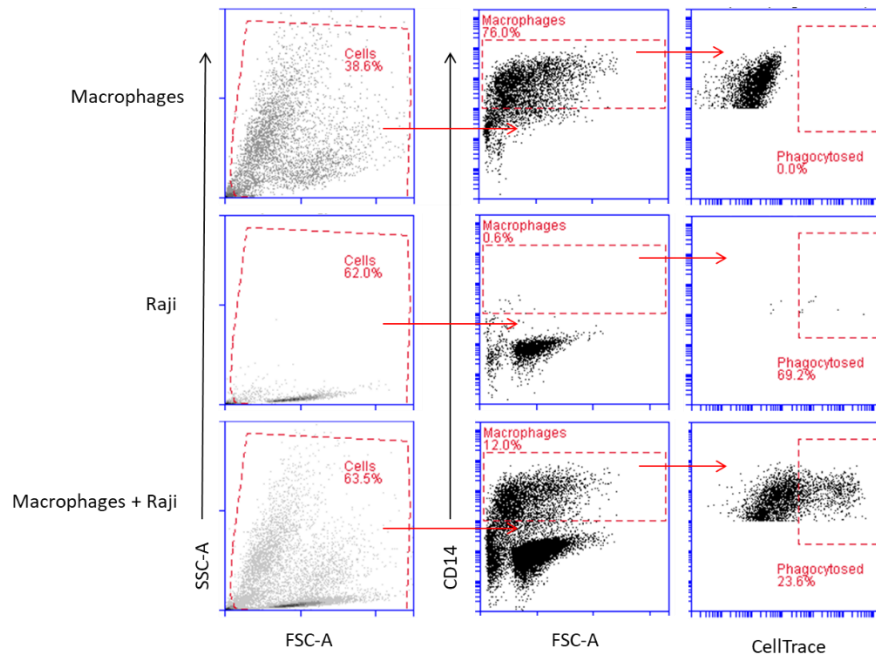 Macrophages
Cells
38.6%
Macrophages
76.0%
Phagocytosed
0.0%
Raji
Cells
62.0%
Macrophages
0.6%
Phagocytosed
69.2%
Macrophages + Raji
Cells
63.5%
Macrophages
12.0%
Phagocytosed
23.6%
SSC-A
CD14
FSC-A
FSC-A
CellTrace